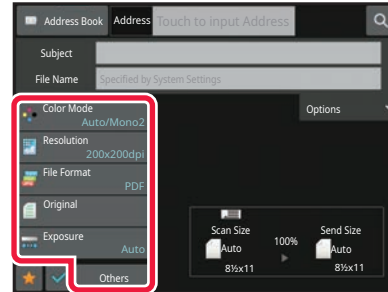 Address Book Address Touch to input Address
Subject
File Name Specified by System Settings
Color Mode
Auto/Mono2
Options
Resolution
200x200dpi
File Format
PDF
Original
Exposure
Auto
Others
Scan Size
Auto
8½x11
100%
Send Size
Auto
8½x11